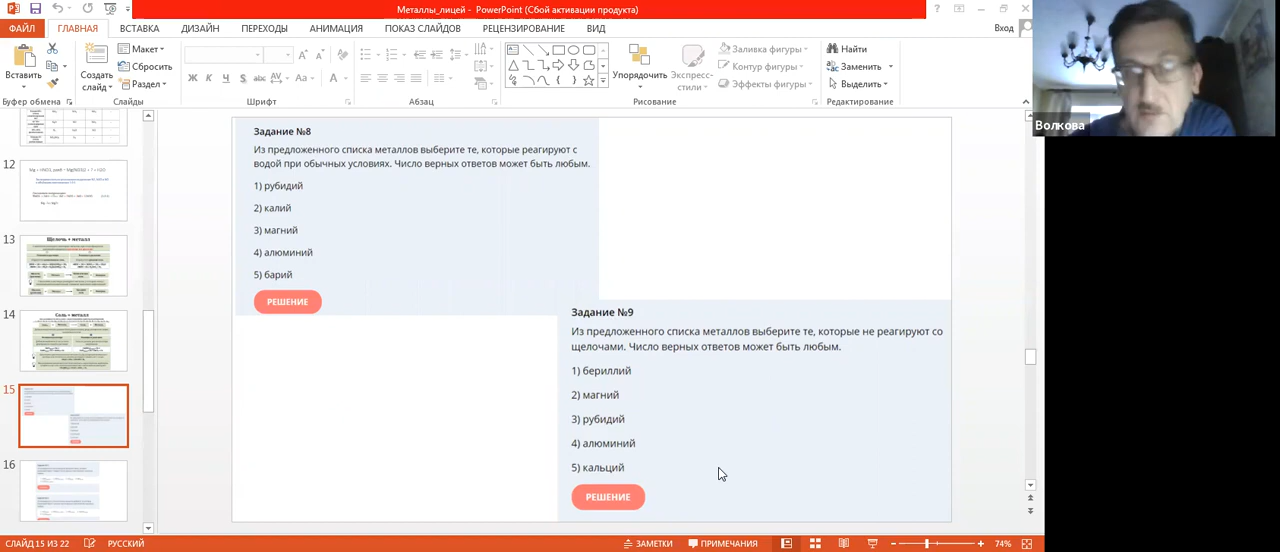 Металлы_лицей - PowerPoint (Сбой активации продукта)
ФАЙЛ ГЛАВНАЯ ВСТАВКА ДИЗАЙН ПЕРЕХОДЫ АНИМАЦИЯ ПОКАЗ СЛАЙДОВ РЕЦЕНЗИРОВАНИЕ ВИД Вход
Вставить Создать слайд Макет Сбросить Раздел
Упорядочить Экспресс-стили Заливка фигуры Контур фигуры Эффекты фигуры
Найти Заменить Выделить
Буфер обмена Слайды Шрифт Абзац Рисование Редактирование
Волкова
12
13
Щелочь + металл
14
Соль + металл
15
16
Задание №8
Из предложенного списка металлов выберите те, которые реагируют с
водой при обычных условиях. Число верных ответов может быть любым.
1) рубидий
2) калий
3) магний
4) алюминий
5) барий
РЕШЕНИЕ
Задание №9
Из предложенного списка металлов выберите те, которые не реагируют со
щелочами. Число верных ответов может быть любым.
1) бериллий
2) магний
3) рубидий
4) алюминий
5) кальций
РЕШЕНИЕ
СЛАЙД 15 ИЗ 22 РУССКИЙ ЗАМЕТКИ ПРИМЕЧАНИЯ 74%